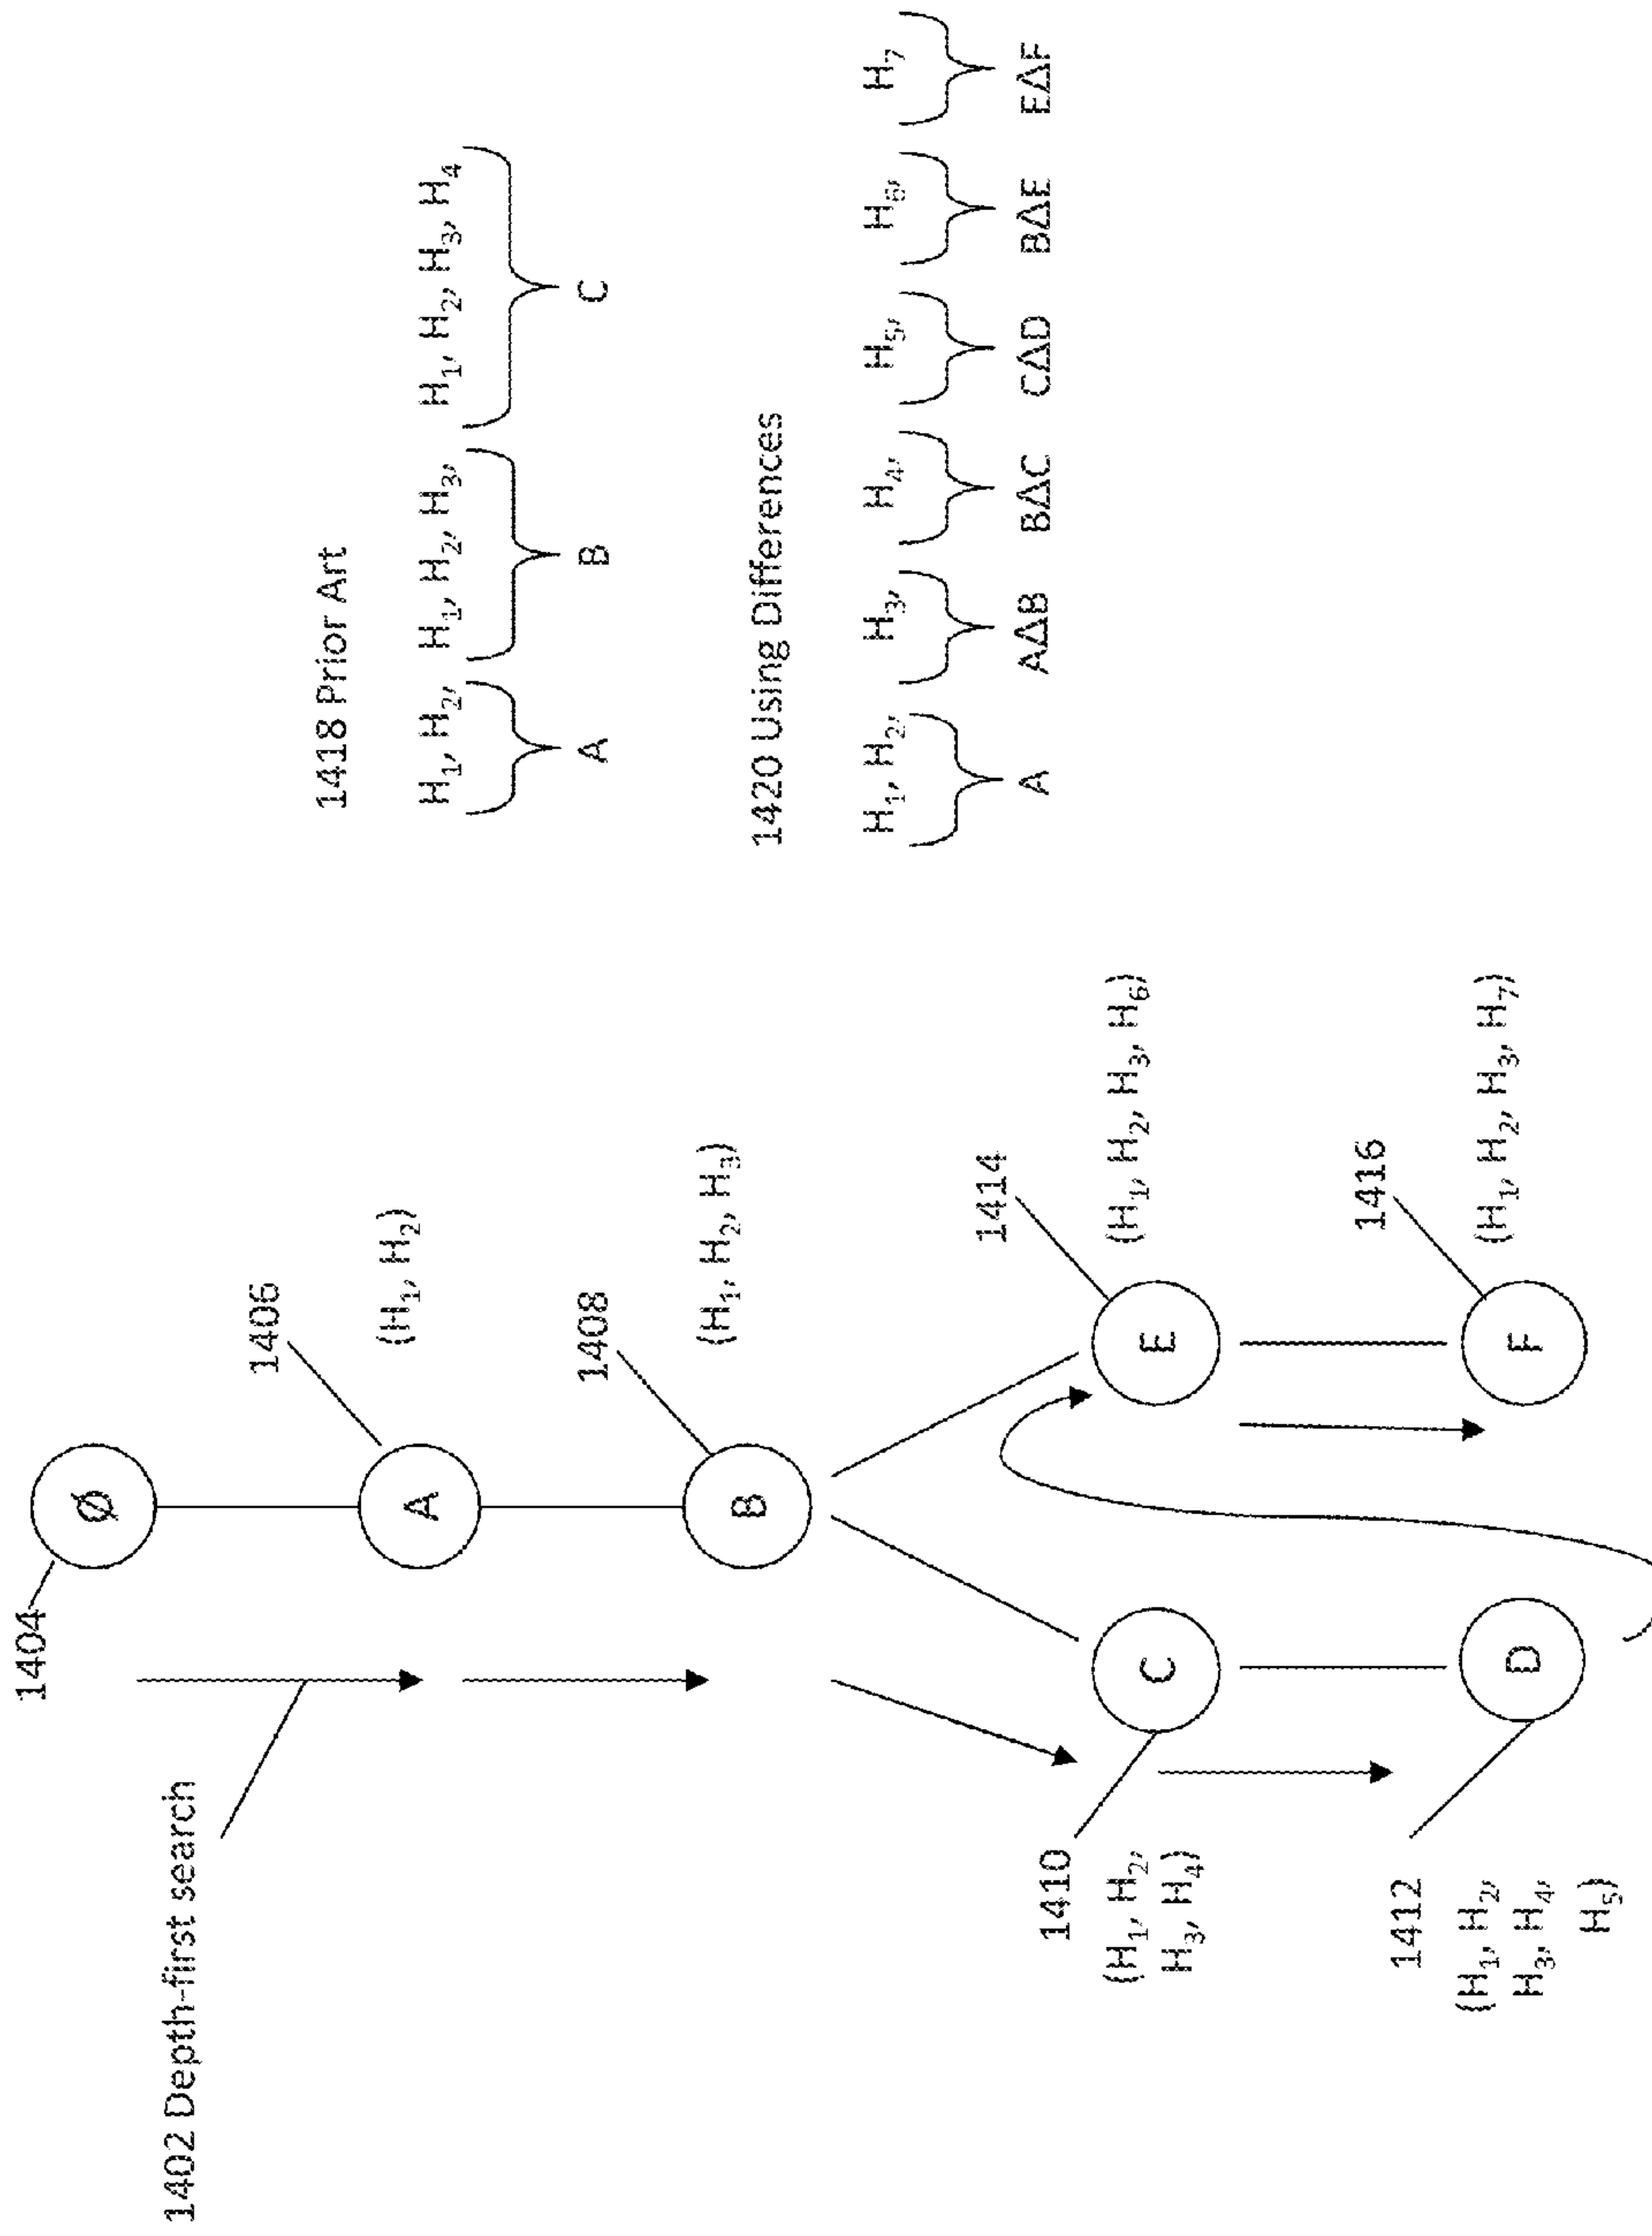 1402 Depth-first search
1404
Ø
1406
A
(H₁, H₂)
1408
B
(H₁, H₂, H₃)
1410
(H₁, H₂,
H₃, H₄)
C
1414
E
(H₁, H₂, H₃, H₆)
1412
(H₁, H₂,
H₃, H₄,
H₅)
D
1416
F
(H₁, H₂, H₃, H₇)
1418 Prior Art
H₁, H₂, H₁, H₂, H₃, H₁, H₂, H₃, H₄
A B C
1420 Using Differences
H₁, H₂, H₃, H₄, H₅, H₆, H₇
A AΔB BΔC CΔD BΔE EΔF